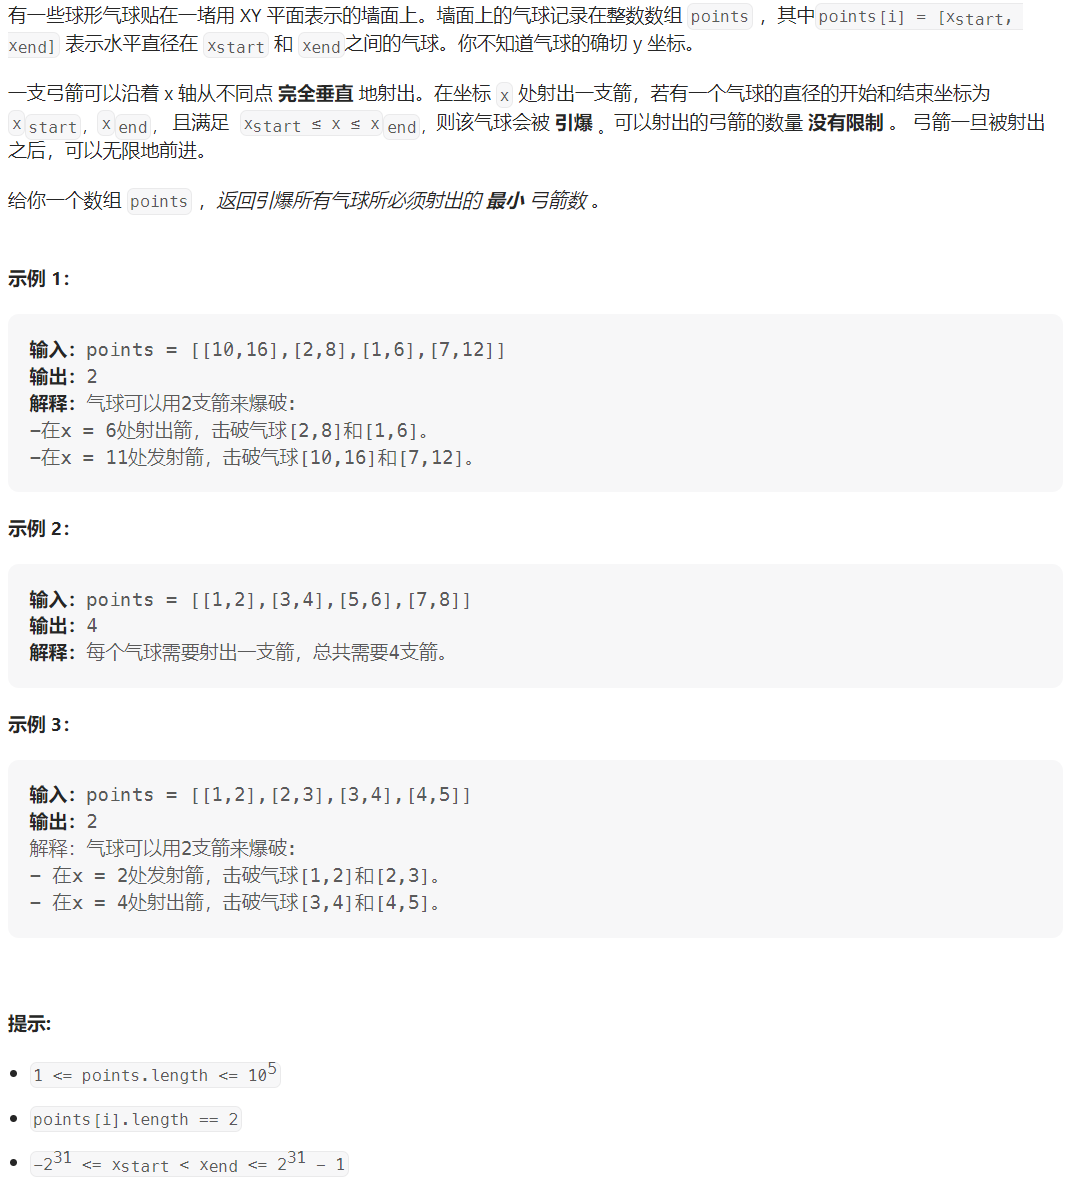 有一些球形气球贴在一堵用 XY 平面表示的墙面上。墙面上的气球记录在整数数组 points ，其中points[i] = [xstart,
xend] 表示水平直径在 xstart 和 xend之间的气球。你不知道气球的确切 y 坐标。
一支弓箭可以沿着 x 轴从不同点 完全垂直 地射出。在坐标 x 处射出一支箭，若有一个气球的直径的开始和结束坐标为
xstart，xend， 且满足 xstart ≤ x ≤ xend，则该气球会被 引爆 。可以射出的弓箭的数量 没有限制 。 弓箭一旦被射出
之后，可以无限地前进。
给你一个数组 points ，返回引爆所有气球所必须射出的 最小 弓箭数 。
示例 1：
输入：points = [[10,16],[2,8],[1,6],[7,12]]
输出：2
解释：气球可以用2支箭来爆破:
-在x = 6处射出箭，击破气球[2,8]和[1,6]。
-在x = 11处发射箭，击破气球[10,16]和[7,12]。
示例 2：
输入：points = [[1,2],[3,4],[5,6],[7,8]]
输出：4
解释：每个气球需要射出一支箭，总共需要4支箭。
示例 3：
输入：points = [[1,2],[2,3],[3,4],[4,5]]
输出：2
解释：气球可以用2支箭来爆破:
- 在x = 2处发射箭，击破气球[1,2]和[2,3]。
- 在x = 4处射出箭，击破气球[3,4]和[4,5]。
提示:
• 1 <= points.length <= 10^5
• points[i].length == 2
• -2^31 <= xstart < xend <= 2^31 - 1